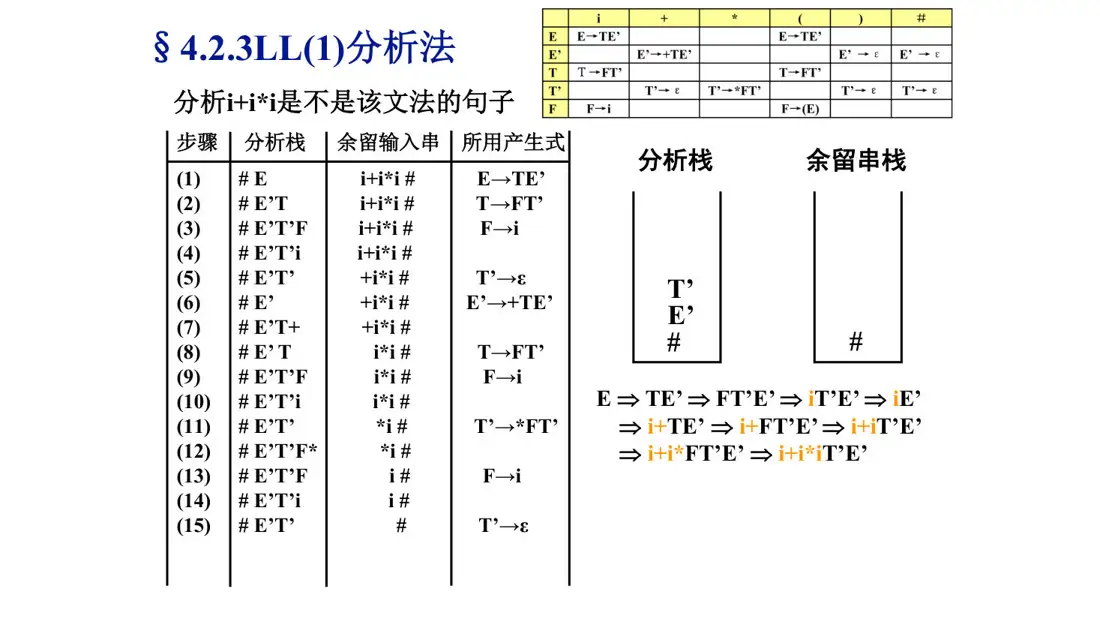 §4.2.3LL(1)分析法
i + * ( ) #
E E→TE’ E→TE’
E’ E’→+TE’ E’→ε E’→ε
T T→FT’ T→FT’
T’ T’→ε T’→*FT’ T’→ε T’→ε
F F→i F→(E)
分析i+i*i是不是该文法的句子
步骤 分析栈 余留输入串 所用产生式
(1) # E i+i*i # E→TE’
(2) # E’T i+i*i # T→FT’
(3) # E’T’F i+i*i # F→i
(4) # E’T’i i+i*i #
(5) # E’T’ +i*i # T’→ε
(6) # E’ +i*i # E’→+TE’
(7) # E’T+ +i*i #
(8) # E’ T i*i # T→FT’
(9) # E’T’F i*i # F→i
(10) # E’T’i i*i #
(11) # E’T’ *i # T’→*FT’
(12) # E’T’F* *i #
(13) # E’T’F i # F→i
(14) # E’T’i i #
(15) # E’T’ # T’→ε
分析栈 余留串栈
T’
E’
# #
E ⇒ TE’ ⇒ FT’E’ ⇒ iT’E’ ⇒ iE’
⇒ i+TE’ ⇒ i+FT’E’ ⇒ i+iT’E’
⇒ i+i*FT’E’ ⇒ i+i*iT’E’